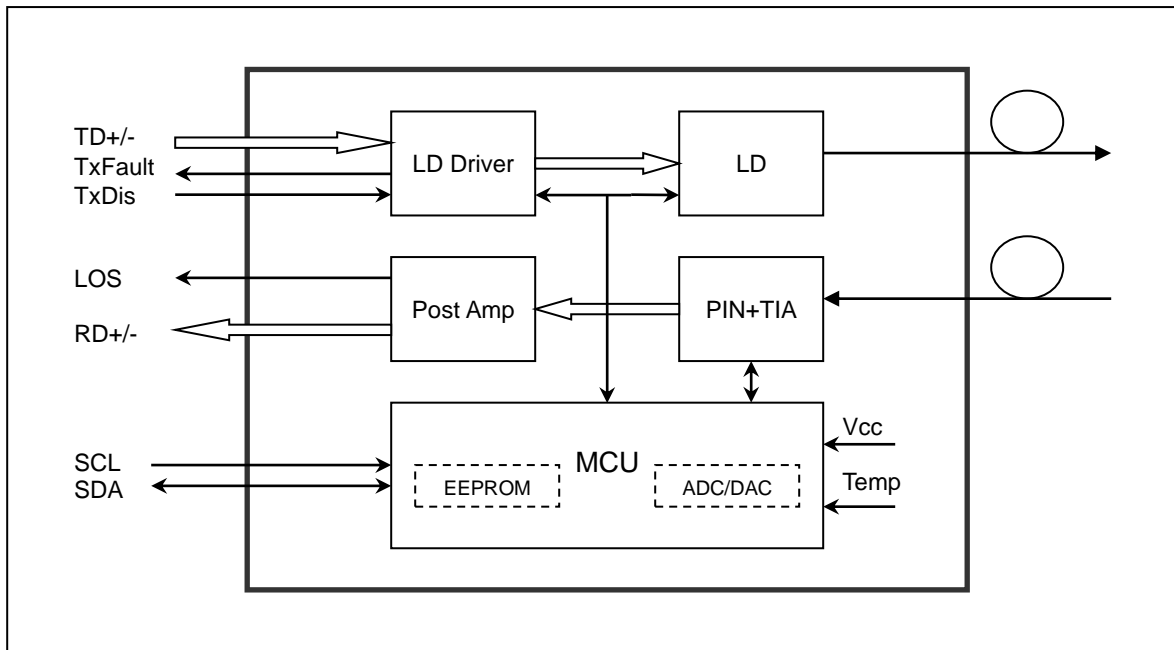 TD+/-
TxFault
TxDis
LD Driver
LD
LOS
RD+/-
Post Amp
PIN+TIA
SCL
SDA
MCU
EEPROM
ADC/DAC
Vcc
Temp